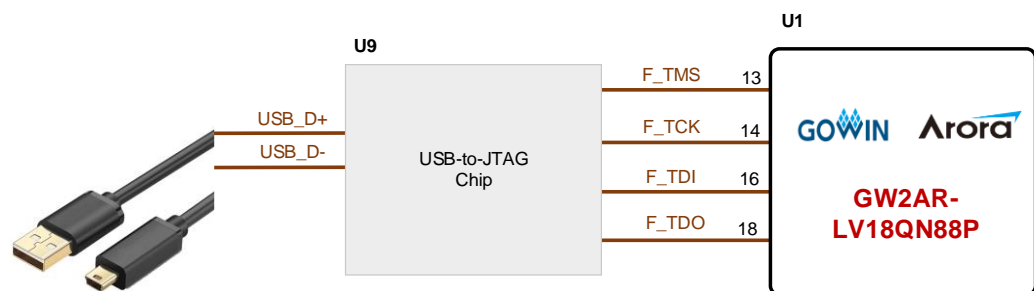 U1
U9
F_TMS 13
USB_D+
F_TCK 14
GOWIN Arora
USB_D-
USB-to-JTAG
Chip
F_TDI 16
GW2AR-
LV18QN88P
F_TDO 18